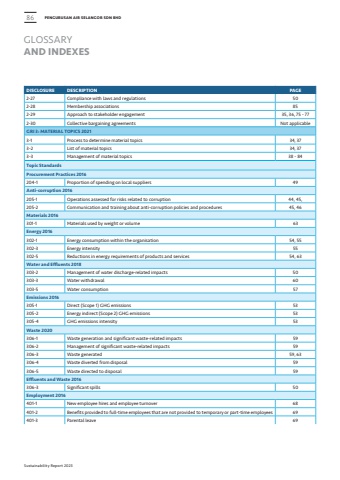 86 PENGURUSAN AIR SELANGOR SDN BHD
GLOSSARY
AND INDEXES
DISCLOSURE DESCRIPTION PAGE
2-27 Compliance with laws and regulations 50
2-28 Membership associations 85
2-29 Approach to stakeholder engagement 35, 36, 75 - 77
2-30 Collective bargaining agreements Not applicable
GRI 3: MATERIAL TOPICS 2021
3-1 Process to determine material topics 34, 37
3-2 List of material topics 34, 37
3-3 Management of material topics 38 - 84
Topic Standards
Procurement Practices 2016
204-1 Proportion of spending on local suppliers 49
Anti-corruption 2016
205-1 Operations assessed for risks related to corruption 44, 45,
205-2 Communication and training about anti-corruption policies and procedures 45, 46
Materials 2016
301-1 Materials used by weight or volume 63
Energy 2016
302-1 Energy consumption within the organisation 54, 55
302-3 Energy intensity 55
302-5 Reductions in energy requirements of products and services 54, 63
Water and Effluents 2018
303-2 Management of water discharge-related impacts 50
303-3 Water withdrawal 60
303-5 Water consumption 57
Emissions 2016
305-1 Direct (Scope 1) GHG emissions 53
305-2 Energy indirect (Scope 2) GHG emissions 53
305-4 GHG emissions intensity 53
Waste 2020
306-1 Waste generation and significant waste-related impacts 59
306-2 Management of significant waste-related impacts 59
306-3 Waste generated 59, 63
306-4 Waste diverted from disposal 59
306-5 Waste directed to disposal 59
Effluents and Waste 2016
306-3 Significant spills 50
Employment 2016
401-1 New employee hires and employee turnover 68
401-2 Benefits provided to full-time employees that are not provided to temporary or part-time employees 69
401-3 Parental leave 69
Sustainability Report 2023